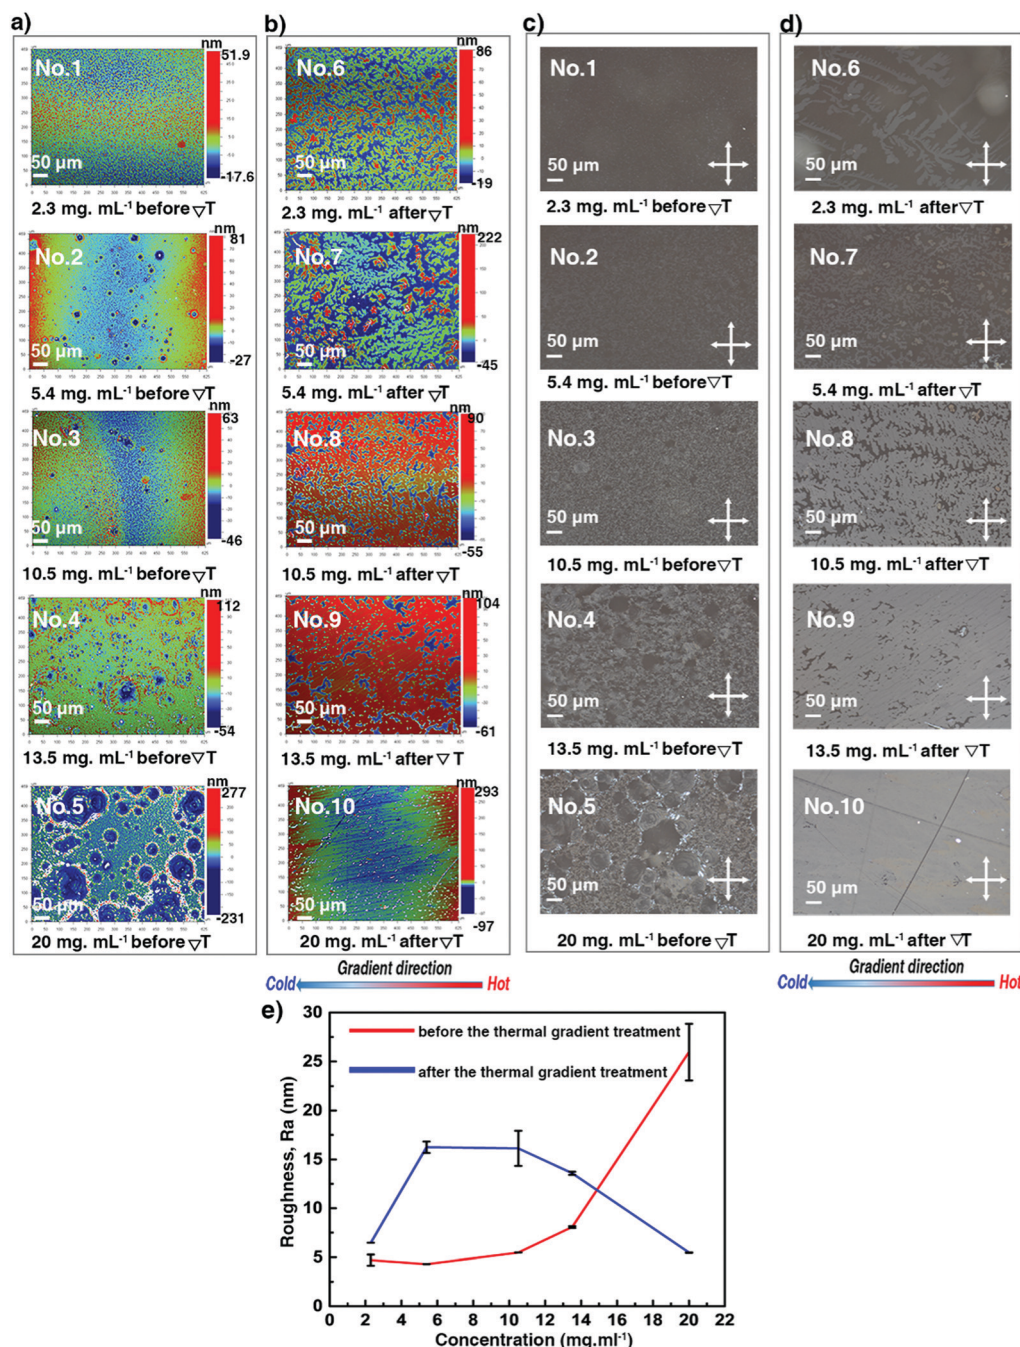 a)
b)
c)
d)
nm
51.9
No.1
-17.6
50 µm
2.3 mg. mL-1 before ▽T
81
No.2
-27
50 µm
5.4 mg. mL-1 before ▽T
nm
63
No.3
-46
50 µm
10.5 mg. mL-1 before ▽T
nm
112
No.4
-54
50 µm
13.5 mg. mL-1 before ▽T
nm
277
No.5
-231
50 µm
20 mg. mL-1 before ▽T
nm
86
No.6
-19
50 µm
2.3 mg. mL-1 after ▽T
nm
222
No.7
-45
50 µm
5.4 mg. mL-1 after ▽T
nm
90
No.8
-55
50 µm
10.5 mg. mL-1 after ▽T
nm
104
No.9
-61
50 µm
13.5 mg. mL-1 after ▽ T
nm
293
No.10
-97
50 µm
20 mg. mL-1 after ▽T
Gradient direction
Cold
Hot
No.1
50 µm
2.3 mg. mL-1 before ▽T
No.2
50 µm
5.4 mg. mL-1 before ▽T
No.3
50 µm
10.5 mg. mL-1 before ▽T
No.4
50 µm
13.5 mg. mL-1 before ▽T
No.5
50 µm
20 mg. mL-1 before ▽T
No.6
50 µm
2.3 mg. mL-1 after ▽T
No.7
50 µm
5.4 mg. mL-1 after ▽T
No.8
50 µm
10.5 mg. mL-1 after ▽T
No.9
50 µm
13.5 mg. mL-1 after ▽T
No.10
50 µm
20 mg. mL-1 after ▽T
Gradient direction
Cold
Hot
e)
before the thermal gradient treatment
after the thermal gradient treatment
Roughness, Ra (nm)
30
25
20
15
10
5
0
0 2 4 6 8 10 12 14 16 18 20 22
Concentration (mg.ml-1)